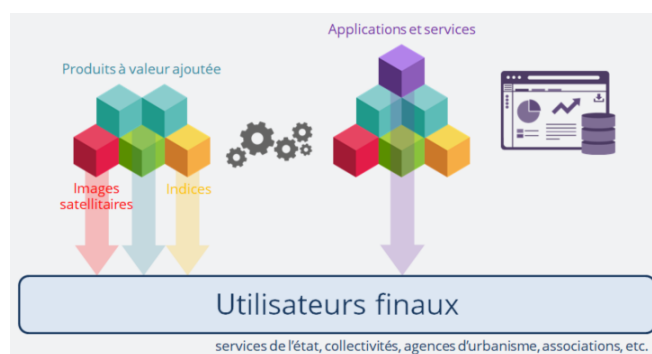 Applications et services
Produits à valeur ajoutée
Images
satellitaires
Indices
Utilisateurs finaux
services de l'état, collectivités, agences d'urbanisme, associations, etc.